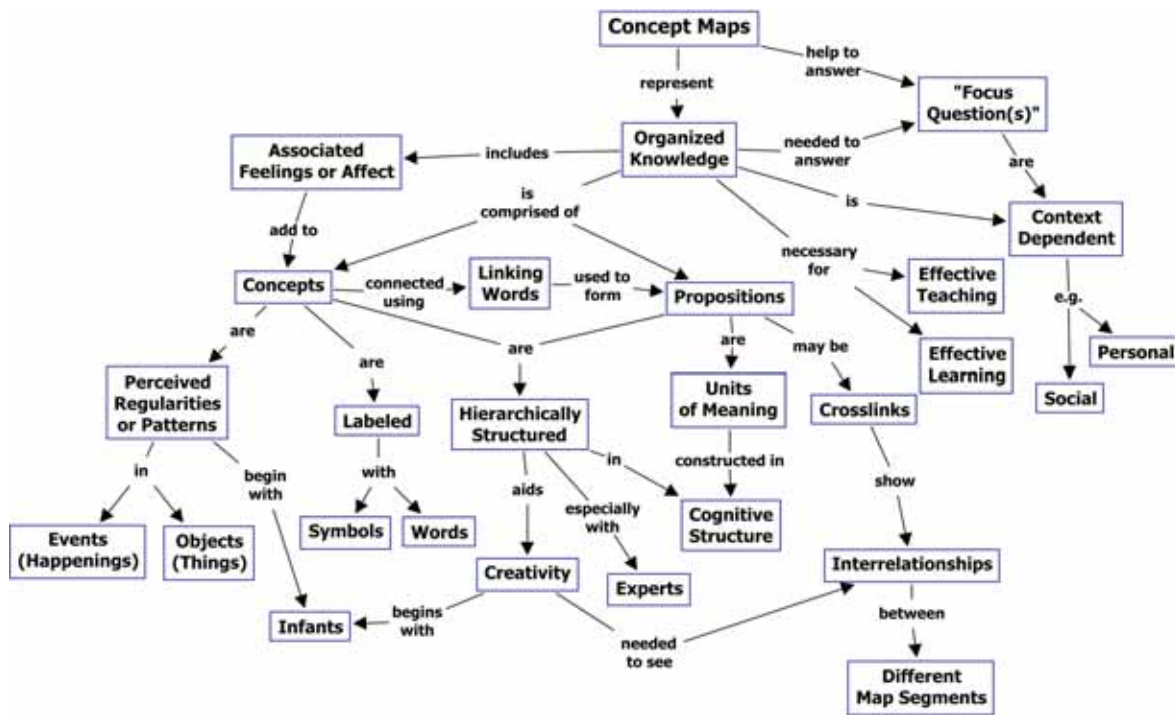 Concept Maps
help to
answer
represent
"Focus
Question(s)"
Organized
Knowledge
needed to
answer
Associated
Feelings or Affect
includes
are
is
comprised of
is
Context
Dependent
add to
necessary
for
Concepts
connected
using
Linking
Words
used to
form
Propositions
Effective
Teaching
e.g.
are
are
are
are
may be
Effective
Learning
Personal
Perceived
Regularities
or Patterns
Labeled
Hierarchically
Structured
Units
of Meaning
Crosslinks
Social
in
begin
with
with
aids
in
especially
with
constructed in
show
Events
(Happenings)
Objects
(Things)
Symbols
Words
Cognitive
Structure
Creativity
Experts
Interrelationships
Infants
begins
with
needed
to see
between
Different
Map Segments